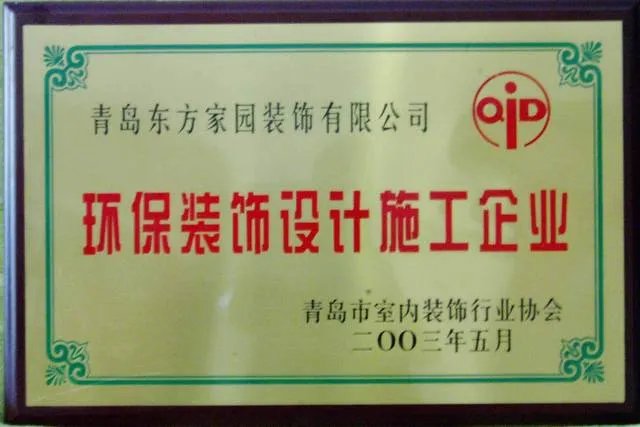 青岛东方家园装饰有限公司
QID
环保装饰设计施工企业
青岛市室内装饰行业协会
二OO三年五月